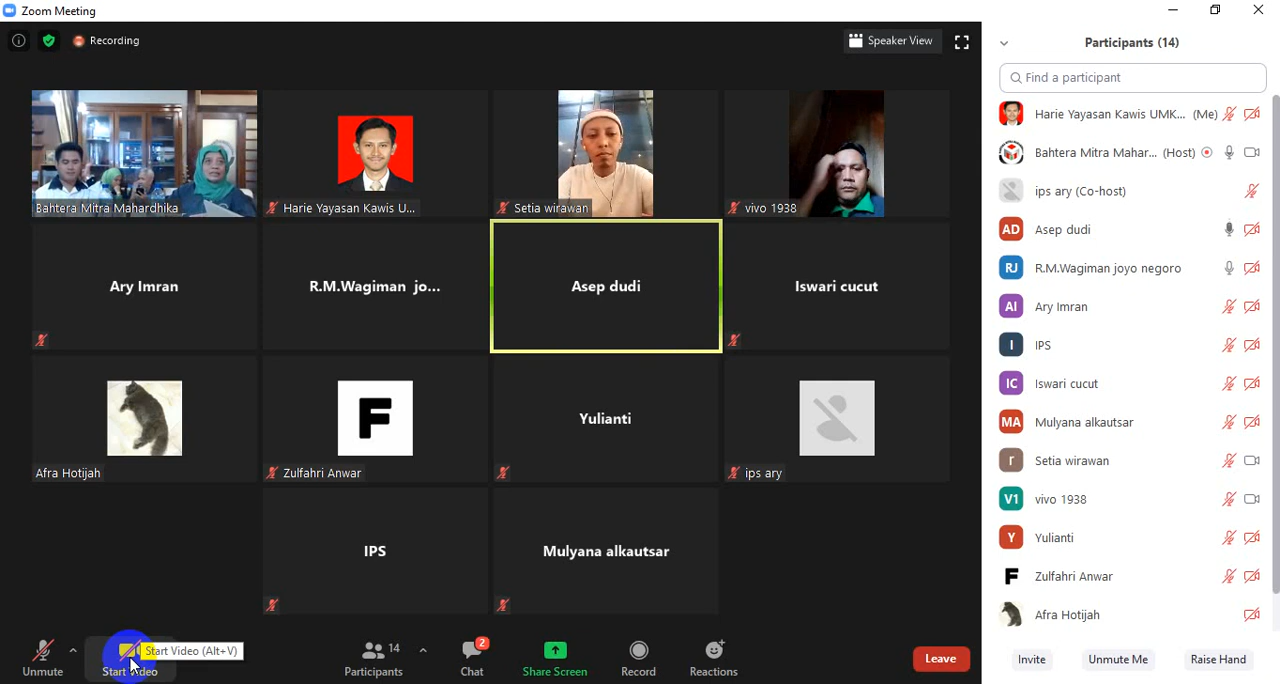 Zoom Meeting
Recording
Speaker View
Bahtera Mitra Mahardhika
Harie Yayasan Kawis U...
Setia wirawan
vivo 1938
Ary Imran
R.M.Wagiman jo...
Asep dudi
Iswari cucut
Afra Hotijah
F
Zulfahri Anwar
Yulianti
ips ary
IPS
Mulyana alkautsar
Unmute
Start Video
Start Video (Alt+V)
14
Participants
2
Chat
Share Screen
Record
Reactions
Leave
Participants (14)
Find a participant
Harie Yayasan Kawis UMK... (Me)
Bahtera Mitra Mahar... (Host)
ips ary (Co-host)
AD Asep dudi
RJ R.M.Wagiman joyo negoro
AI Ary Imran
I IPS
IC Iswari cucut
MA Mulyana alkautsar
r Setia wirawan
V1 vivo 1938
Y Yulianti
F Zulfahri Anwar
Afra Hotijah
Invite
Unmute Me
Raise Hand